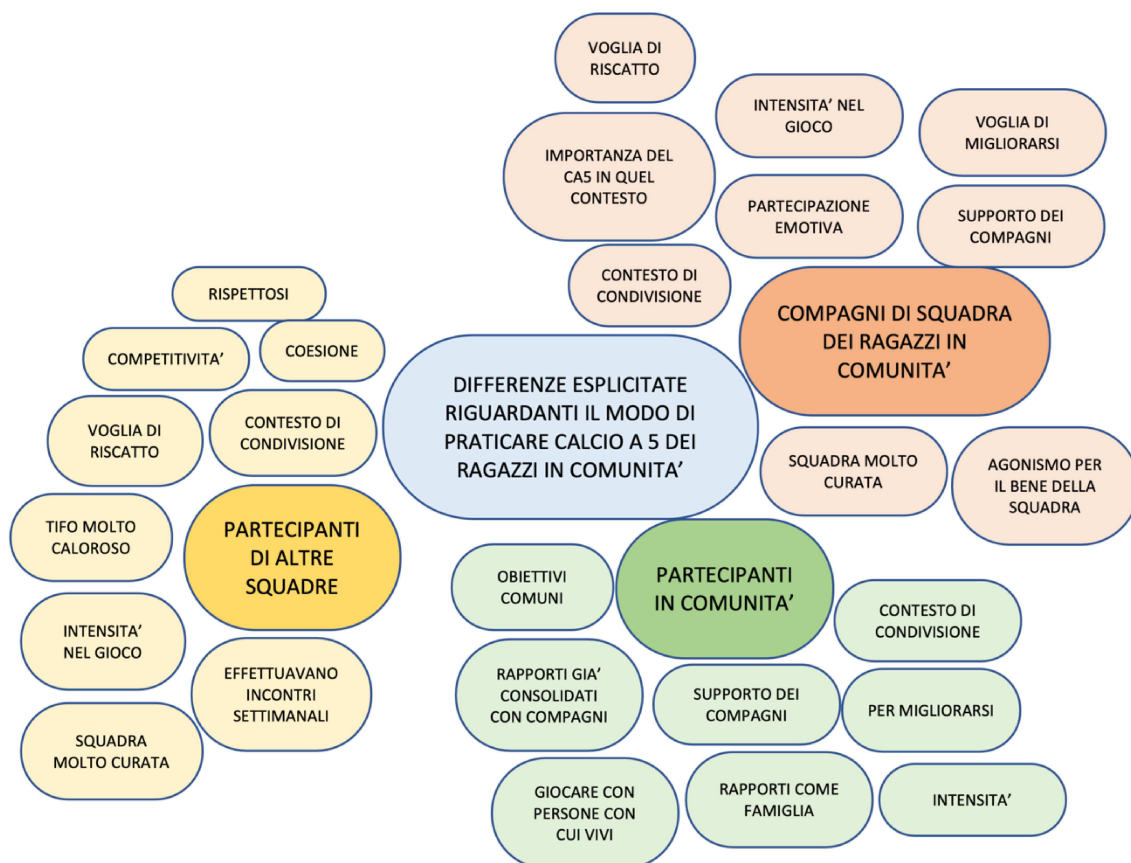 VOGLIA DI
RISCATTO
INTENSITA’ NEL
GIOCO
VOGLIA DI
MIGLIORARSI
IMPORTANZA DEL
CA5 IN QUEL
CONTESTO
PARTECIPAZIONE
EMOTIVA
SUPPORTO DEI
COMPAGNI
CONTESTO DI
CONDIVISIONE
COMPAGNI DI SQUADRA
DEI RAGAZZI IN
COMUNITA’
SQUADRA MOLTO
CURATA
AGONISMO PER
IL BENE DELLA
SQUADRA
DIFFERENZE ESPLICITATE
RIGUARDANTI IL MODO DI
PRATICARE CALCIO A 5 DEI
RAGAZZI IN COMUNITA’
RISPETTOSI
COMPETITIVITA’
COESIONE
VOGLIA DI
RISCATTO
CONTESTO DI
CONDIVISIONE
TIFO MOLTO
CALOROSO
PARTECIPANTI
DI ALTRE
SQUADRE
INTENSITA’
NEL GIOCO
EFFETTUAVANO
INCONTRI
SETTIMANALI
SQUADRA
MOLTO CURATA
OBIETTIVI
COMUNI
PARTECIPANTI
IN COMUNITA’
CONTESTO DI
CONDIVISIONE
RAPPORTI GIA’
CONSOLIDATI
CON COMPAGNI
SUPPORTO DEI
COMPAGNI
PER MIGLIORARSI
GIOCARE CON
PERSONE CON
CUI VIVI
RAPPORTI COME
FAMIGLIA
INTENSITA’